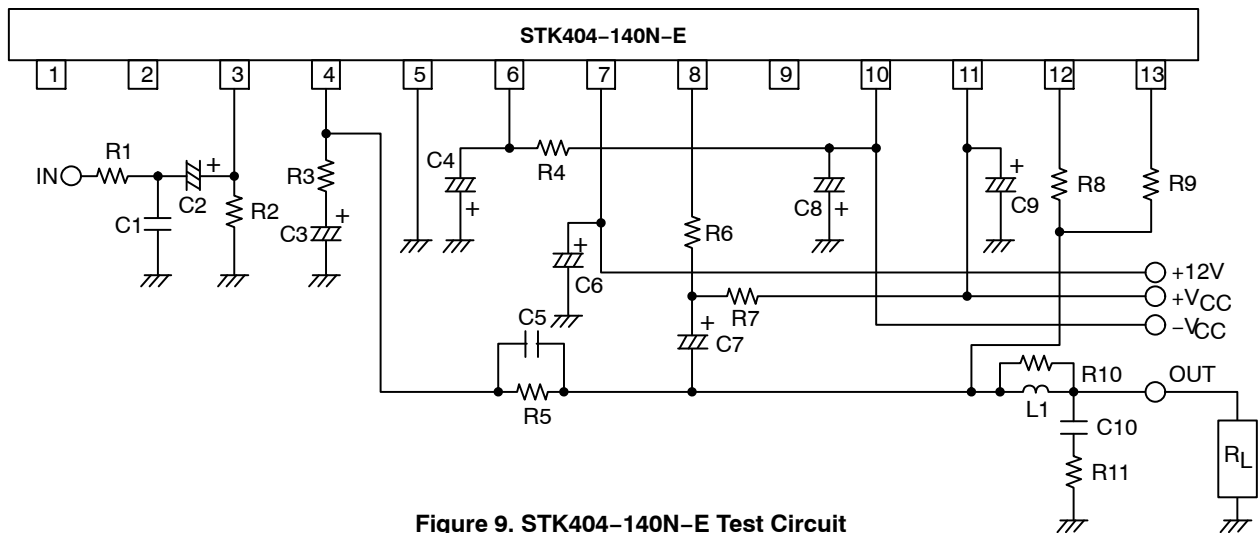 STK404−140N−E
1 2 3 4 5 6 7 8 9 10 11 12 13
IN
R1
C1
C2
+
R2
R3
C3
+
C4
+
R4
C6
+
C5
R5
R6
R7
C7
+
C8
+
C9
+
R8
R9
+12V
+VCC
−VCC
R10
L1
OUT
C10
R11
RL
Figure 9. STK404−140N−E Test Circuit